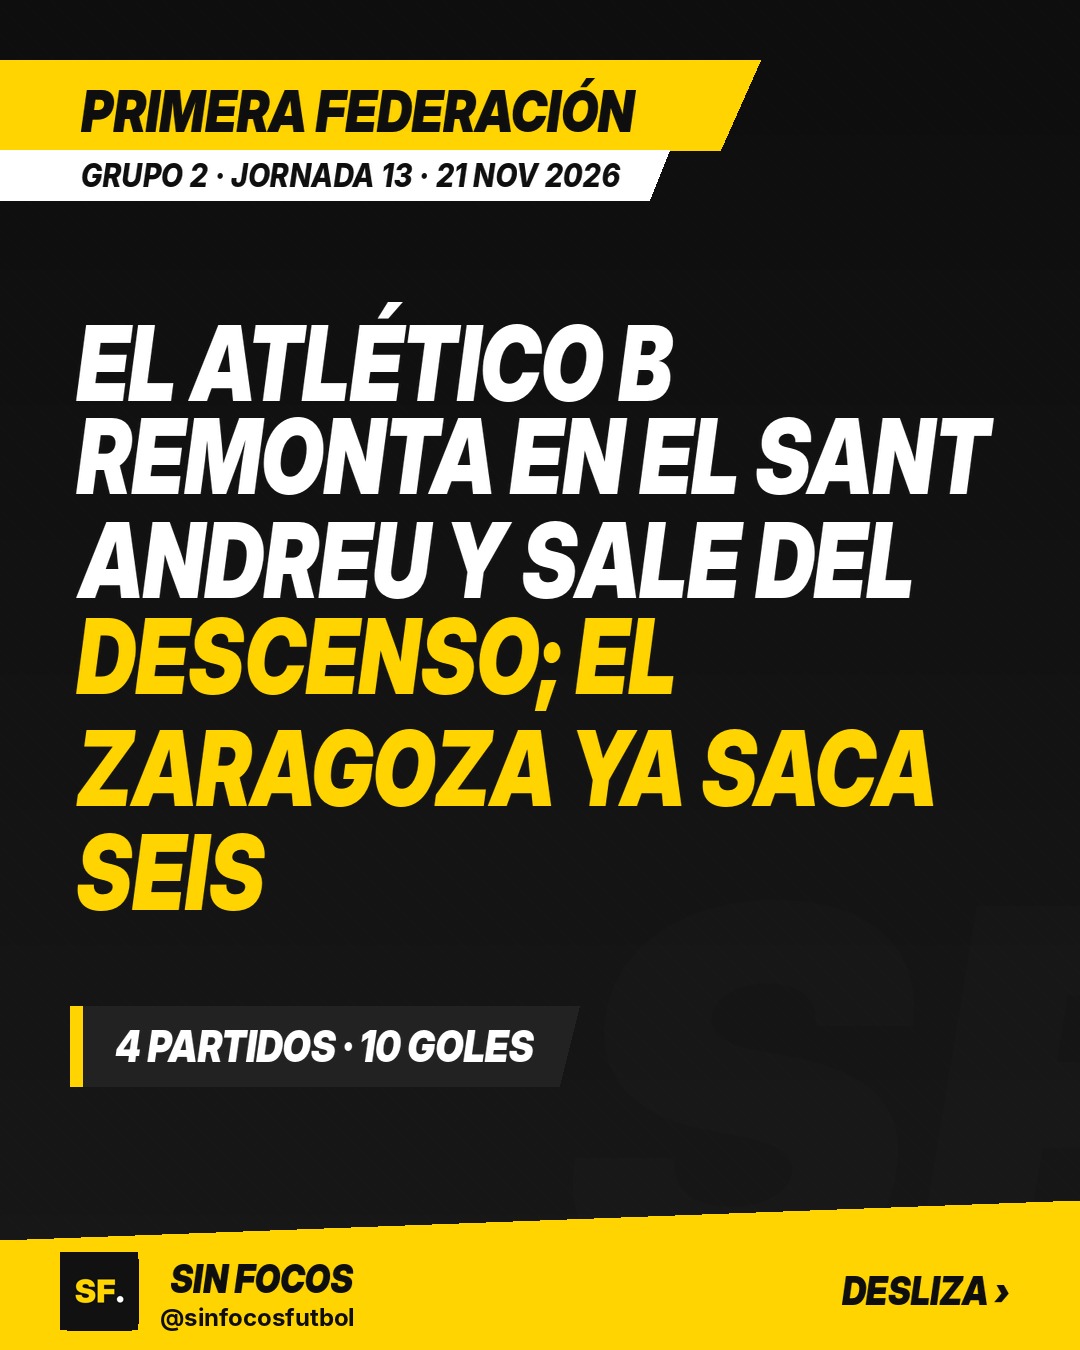 PRIMERA FEDERACIÓN
GRUPO 2 · JORNADA 13 · 21 NOV 2026
EL ATLÉTICO B
REMONTA EN EL SANT
ANDREU Y SALE DEL
DESCENSO; EL
ZARAGOZA YA SACA
SEIS
4 PARTIDOS · 10 GOLES
SF.
SIN FOCOS
@sinfocosfutbol
DESLIZA ›